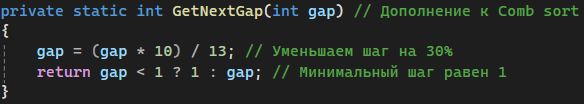 private static int GetNextGap(int gap) // Дополнение к Comb sort
{
gap = (gap * 10) / 13; // Уменьшаем шаг на 30%
return gap < 1 ? 1 : gap; // Минимальный шаг равен 1
}